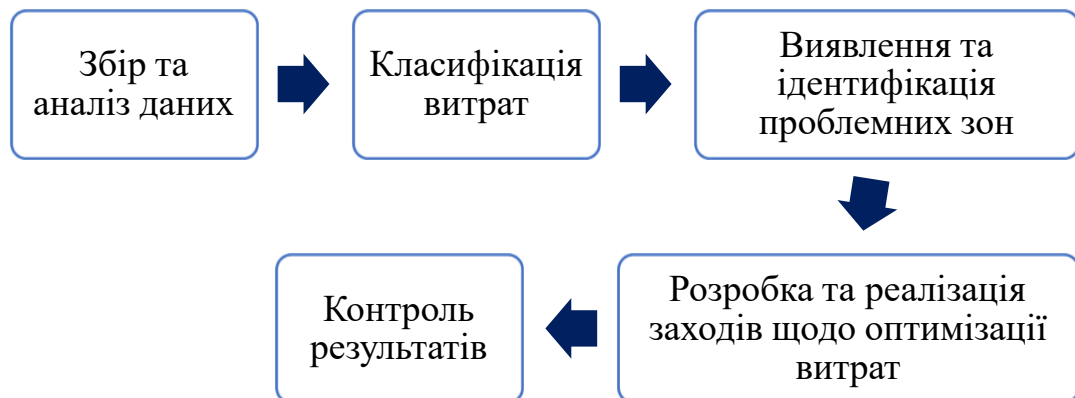 Збір та
аналіз даних
Класифікація
витрат
Виявлення та
ідентифікація
проблемних зон
Розробка та реалізація
заходів щодо оптимізації
витрат
Контроль
результатів